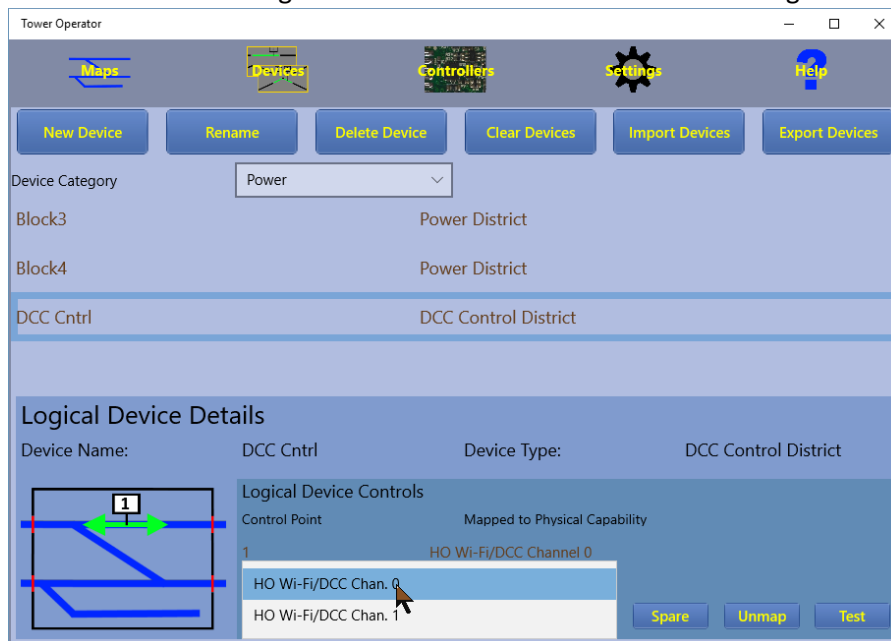 Tower Operator
Maps Devices Controllers Settings Help
New Device Rename Delete Device Clear Devices Import Devices Export Devices
Device Category Power
Block3 Power District
Block4 Power District
DCC Cntrl DCC Control District
Logical Device Details
Device Name: DCC Cntrl Device Type: DCC Control District
1
Logical Device Controls
Control Point Mapped to Physical Capability
1 HO Wi-Fi/DCC Channel 0
HO Wi-Fi/DCC Chan. 0
HO Wi-Fi/DCC Chan. 1
Spare Unmap Test